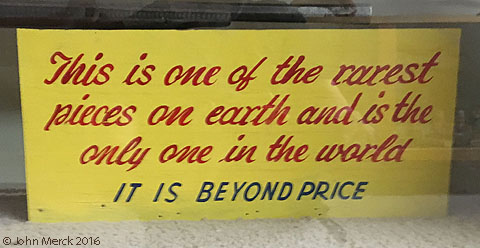 This is one of the rarest
pieces on earth and is the
only one in the world
IT IS BEYOND PRICE
© John Merck 2016